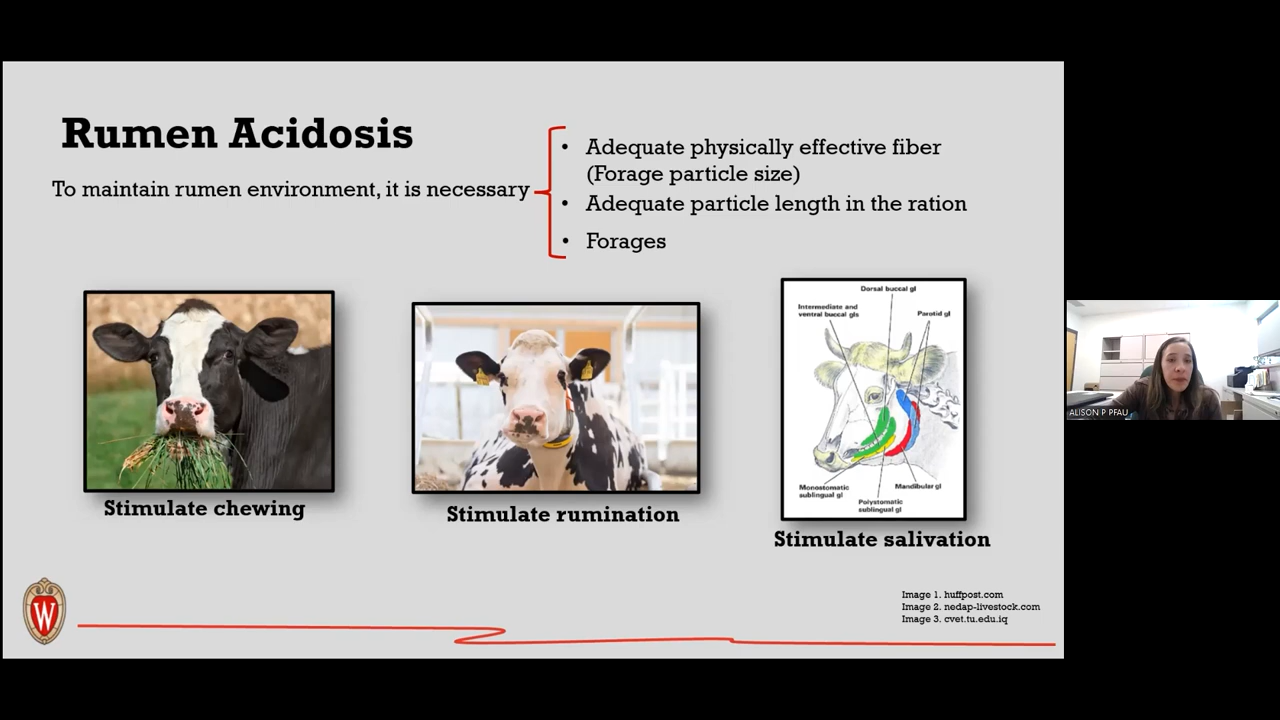 Rumen Acidosis
To maintain rumen environment, it is necessary
• Adequate physically effective fiber
(Forage particle size)
• Adequate particle length in the ration
• Forages
Stimulate chewing
Stimulate rumination
Dorsal buccal gl
Intermediate and
ventral buccal gls
Parotid gl
Monostomatic
sublingual gl
Mandibular gl
Polystomatic
sublingual gl
Stimulate salivation
Image 1. huffpost.com
Image 2. nedap-livestock.com
Image 3. cvet.tu.edu.iq
W
ALISON P PFAU